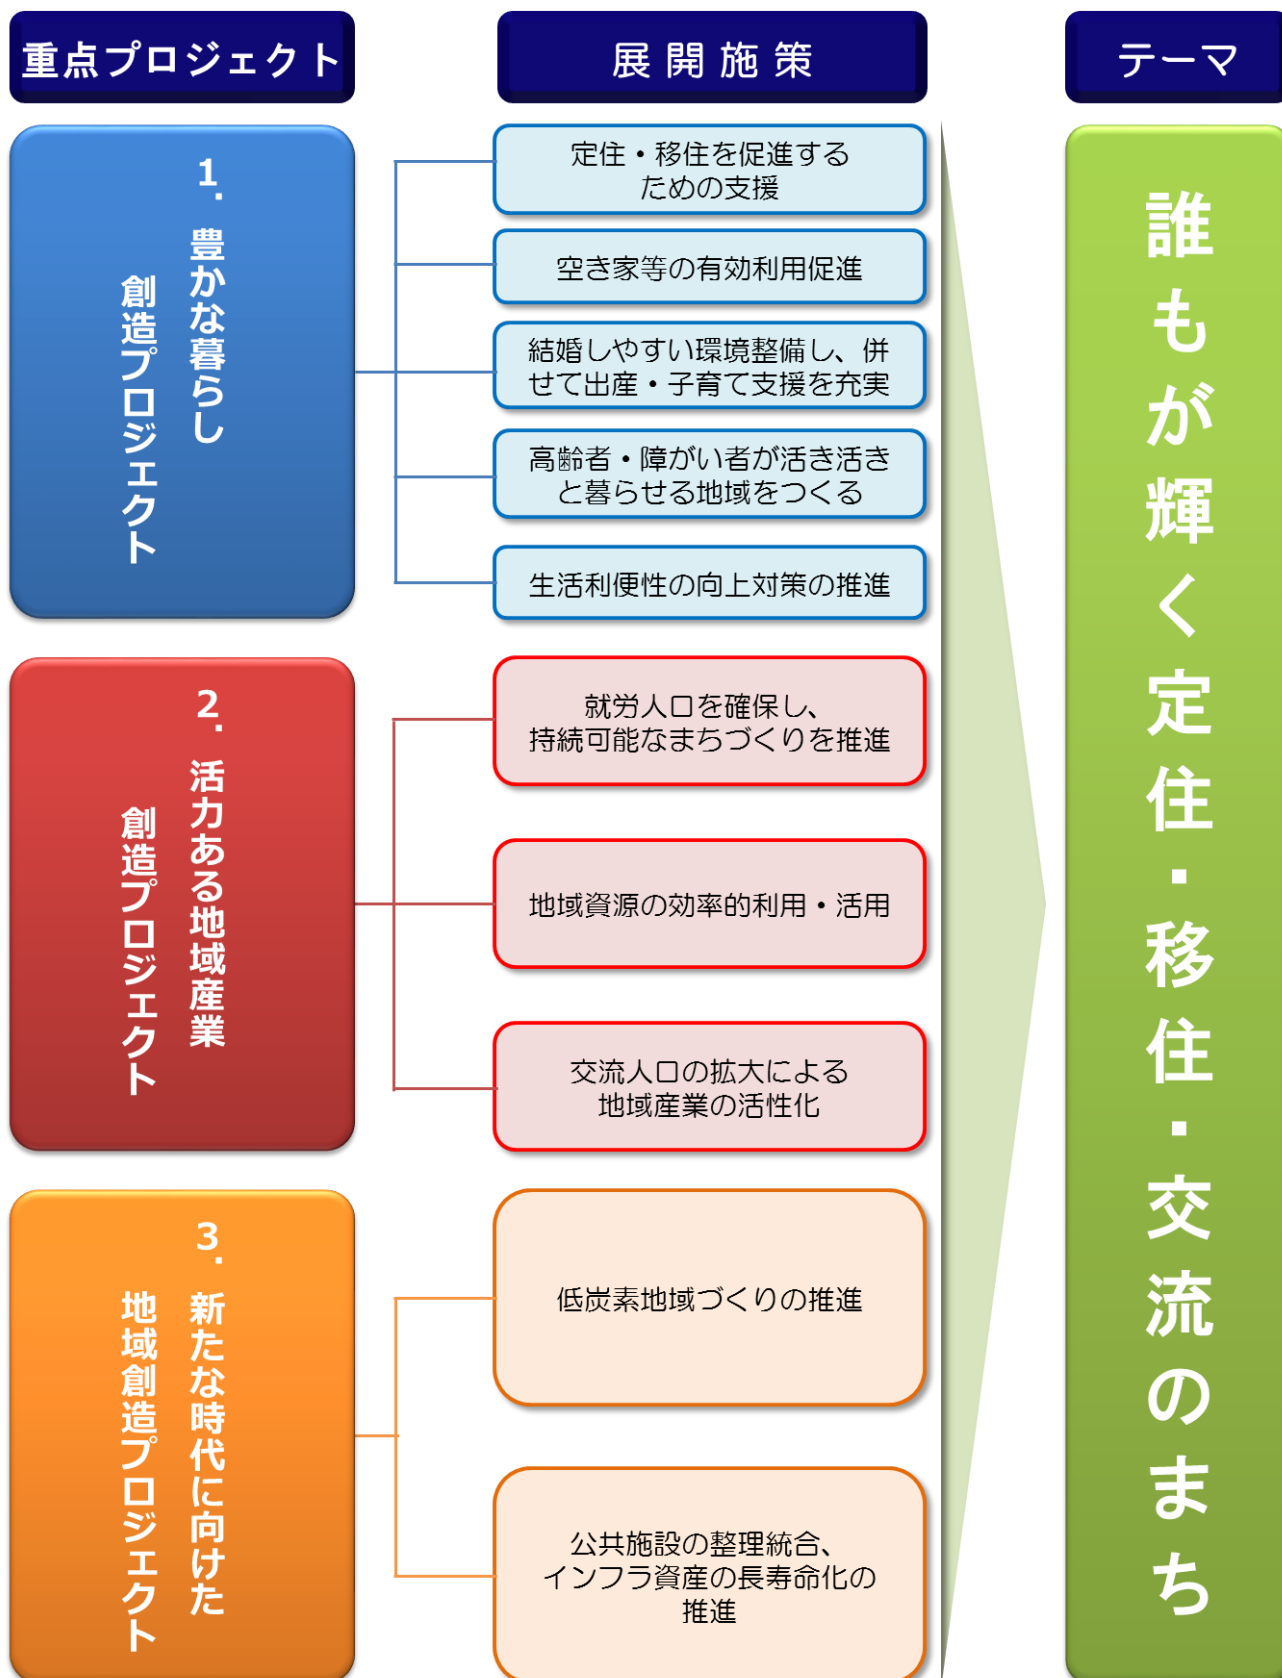 重点プロジェクト
展開施策
テーマ
1．豊かな暮らし
創造プロジェクト
定住・移住を促進する
ための支援
空き家等の有効利用促進
結婚しやすい環境整備し、併
せて出産・子育て支援を充実
高齢者・障がい者が活き活き
と暮らせる地域をつくる
生活利便性の向上対策の推進
2．活力ある地域産業
創造プロジェクト
就労人口を確保し、
持続可能なまちづくりを推進
地域資源の効率的利用・活用
交流人口の拡大による
地域産業の活性化
3．新たな時代に向けた
地域創造プロジェクト
低炭素地域づくりの推進
公共施設の整理統合、
インフラ資産の長寿命化の
推進
誰もが輝く定住・移住・交流のまち